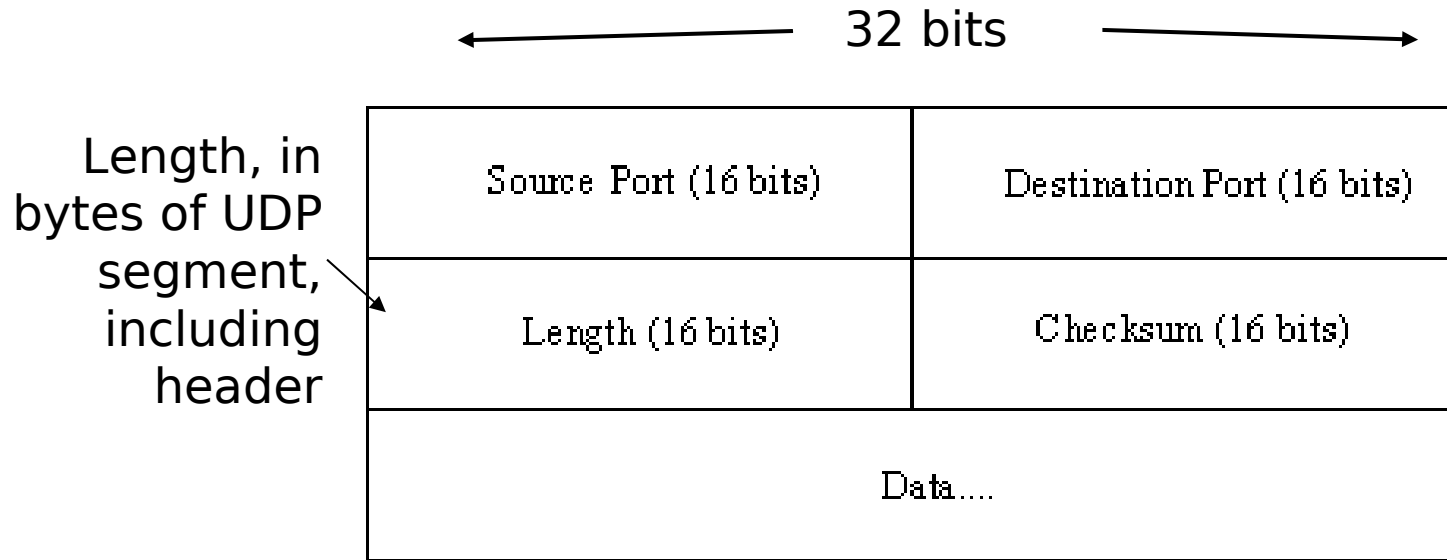 32 bits
Length, in
bytes of UDP
segment,
including
header
Source Port (16 bits)
Destination Port (16 bits)
Length (16 bits)
Checksum (16 bits)
Data....